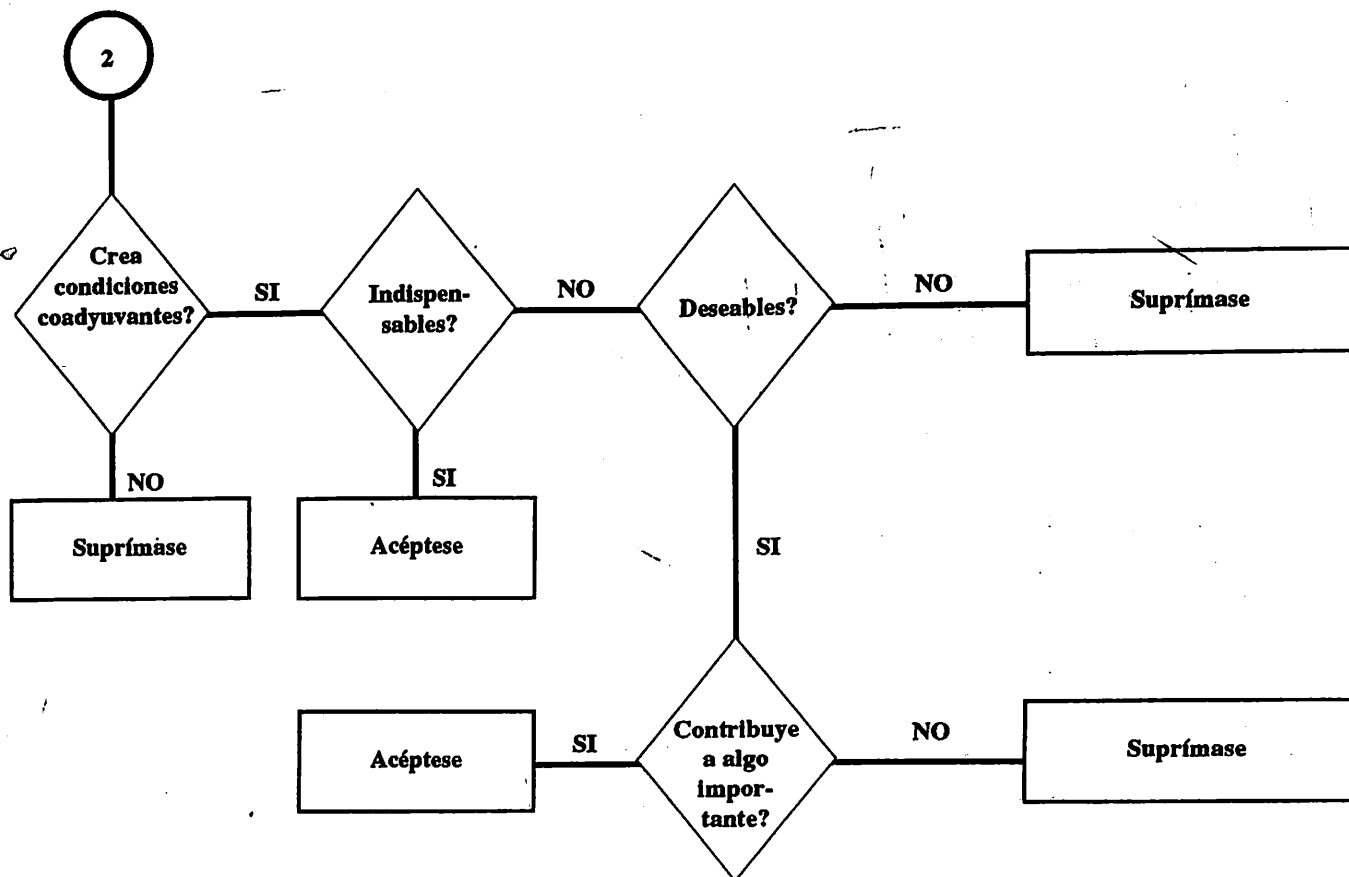 2
Crea
condiciones
coadyuvantes?
SI
Indispen-
sables?
NO
Deseables?
NO
Suprímase
NO
Suprímase
SI
Acéptese
SI
Acéptese
SI
Contribuye
a algo
impor-
tante?
NO
Suprímase